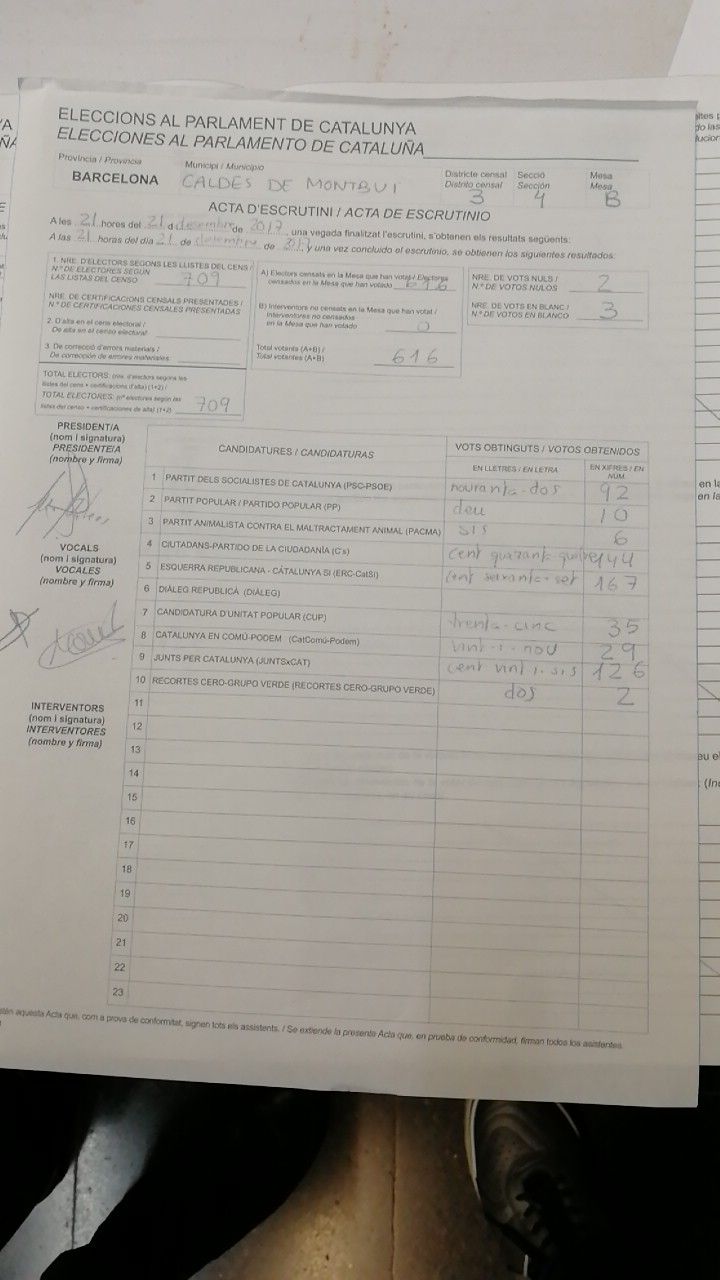 ELECCIONS AL PARLAMENT DE CATALUNYA
ELECCIONES AL PARLAMENTO DE CATALUÑA
Província / Provincia
BARCELONA
Municipi / Municipio
CALDES DE MONTBUI
Districte censal
Distrito censal
3
Secció
Sección
4
Mesa
Mesa
B
ACTA D'ESCRUTINI / ACTA DE ESCRUTINIO
A les 21 hores del 21 d desembre de 2017, una vegada finalitzat l'escrutini, s'obtenen els resultats següents:
A las 21 horas del día 21 de de 2017 y una vez concluido el escrutinio, se obtienen los siguientes resultados:
1. NRE. D'ELECTORS SEGONS LES LLISTES DEL CENS /
N.º DE ELECTORES SEGÚN
LAS LISTAS DEL CENSO 709
NRE. DE CERTIFICACIONS CENSALS PRESENTADES /
N.º DE CERTIFICACIONES CENSALES PRESENTADAS
2. D'alta en el cens electoral /
De alta en el censo electoral
3. De correcció d'errors materials /
De corrección de errores materiales
TOTAL ELECTORS: (nre. d'electors segons les
llistes del cens + certificacions d'alta) (1+2) /
TOTAL ELECTORES: (nº electores según las
listas del censo + certificaciones de alta) (1+2) 709
A) Electors censats en la Mesa que han votat / Electores
censados en la Mesa que han votado 616
B) Interventors no censats en la Mesa que han votat /
Interventores no censados
en la Mesa que han votado 0
Total votants (A+B) /
Total votantes (A+B) 616
NRE. DE VOTS NULS /
N.º DE VOTOS NULOS 2
NRE. DE VOTS EN BLANC /
N.º DE VOTOS EN BLANCO 3
PRESIDENT/A
(nom i signatura)
PRESIDENTE/A
(nombre y firma)
VOCALS
(nom i signatura)
VOCALES
(nombre y firma)
INTERVENTORS
(nom i signatura)
INTERVENTORES
(nombre y firma)
CANDIDATURES / CANDIDATURAS
VOTS OBTINGUTS / VOTOS OBTENIDOS
EN LLETRES / EN LETRA
EN XIFRES / EN NÚM.
1 PARTIT DELS SOCIALISTES DE CATALUNYA (PSC-PSOE) nouranta-dos 92
2 PARTIT POPULAR / PARTIDO POPULAR (PP) deu 10
3 PARTIT ANIMALISTA CONTRA EL MALTRACTAMENT ANIMAL (PACMA) sis 6
4 CIUTADANS-PARTIDO DE LA CIUDADANÍA (C's) cent quaranta-quatre 144
5 ESQUERRA REPUBLICANA - CATALUNYA SÍ (ERC-CatSí) cent seixanta-set 167
6 DIÀLEG REPUBLICÀ (DIÀLEG)
7 CANDIDATURA D'UNITAT POPULAR (CUP) trenta-cinc 35
8 CATALUNYA EN COMÚ-PODEM (CatComú-Podem) vint-i-nou 29
9 JUNTS PER CATALUNYA (JUNTSxCAT) cent vint-i-sis 126
10 RECORTES CERO-GRUPO VERDE (RECORTES CERO-GRUPO VERDE) dos 2
11
12
13
14
15
16
17
18
19
20
21
22
23
aquesta Acta que, com a prova de conformitat, signen tots els assistents. / Se extiende la presente Acta que, en prueba de conformidad, firman todos los asistentes.